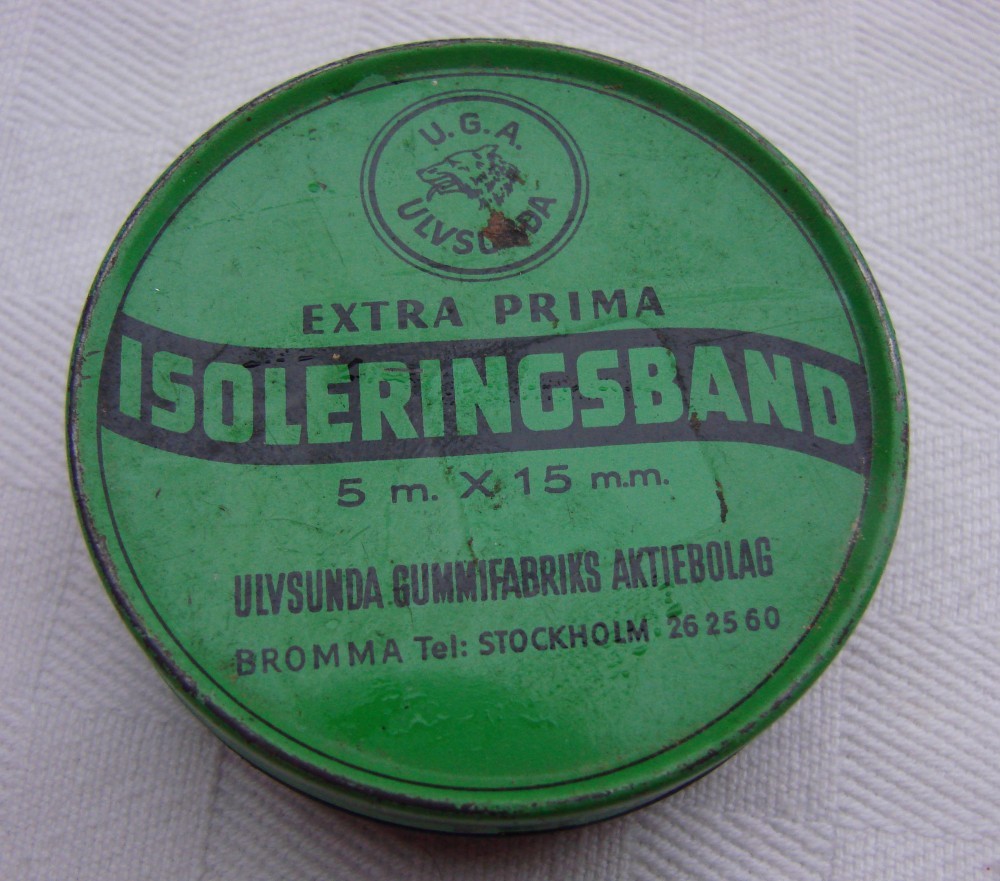 U.G.A.
ULVSUNDA
EXTRA PRIMA
ISOLERINGSBAND
5 m. X 15 m.m.
ULVSUNDA GUMMIFABRIKS AKTIEBOLAG
BROMMA Tel: STOCKHOLM 26 25 60